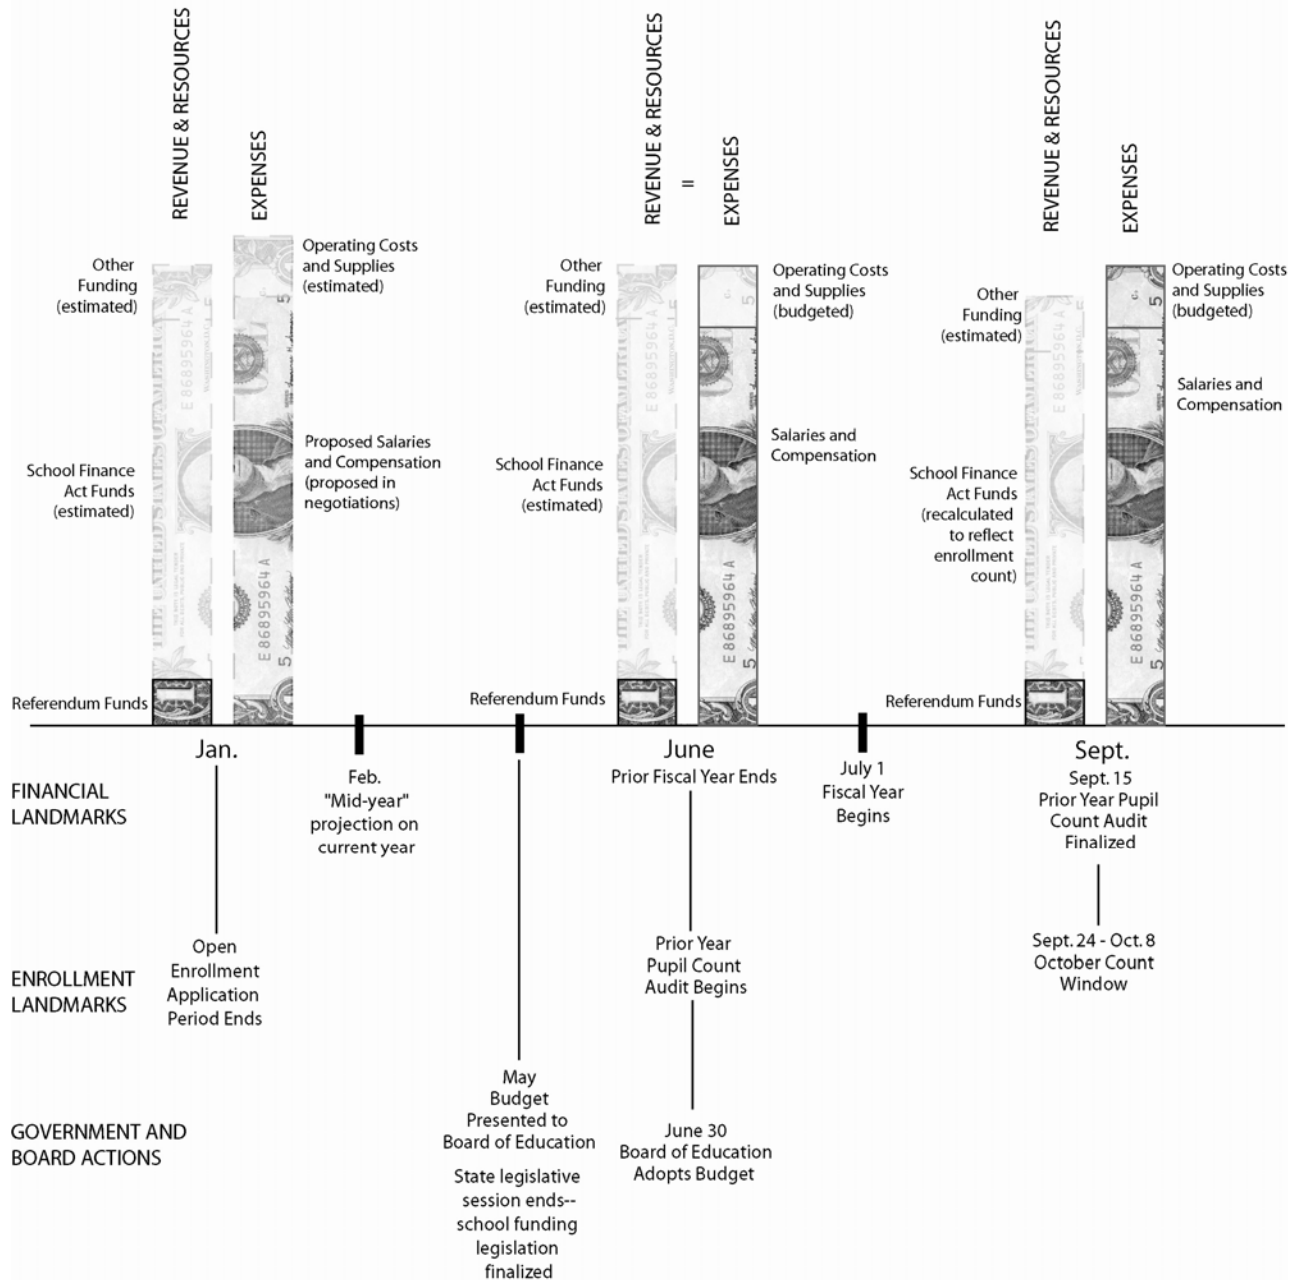 REVENUE & RESOURCES
EXPENSES
Other
Funding
(estimated)
Operating Costs
and Supplies
(estimated)
School Finance
Act Funds
(estimated)
Proposed Salaries
and Compensation
(proposed in
negotiations)
Referendum Funds
E 86895964 A
E 86895964 A
REVENUE & RESOURCES
=
EXPENSES
Other
Funding
(estimated)
Operating Costs
and Supplies
(budgeted)
School Finance
Act Funds
(estimated)
Salaries and
Compensation
Referendum Funds
E 86895964 A
E 86895964 A
REVENUE & RESOURCES
EXPENSES
Other
Funding
(estimated)
Operating Costs
and Supplies
(budgeted)
Salaries and
Compensation
School Finance
Act Funds
(recalculated
to reflect
enrollment
count)
Referendum Funds
E 86895964 A
E 86895964 A
Jan.
June
Sept.
FINANCIAL
LANDMARKS
Feb.
"Mid-year"
projection on
current year
Prior Fiscal Year Ends
July 1
Fiscal Year
Begins
Sept. 15
Prior Year Pupil
Count Audit
Finalized
ENROLLMENT
LANDMARKS
Open
Enrollment
Application
Period Ends
Prior Year
Pupil Count
Audit Begins
Sept. 24 - Oct. 8
October Count
Window
GOVERNMENT AND
BOARD ACTIONS
May
Budget
Presented to
Board of Education
State legislative
session ends--
school funding
legislation
finalized
June 30
Board of Education
Adopts Budget